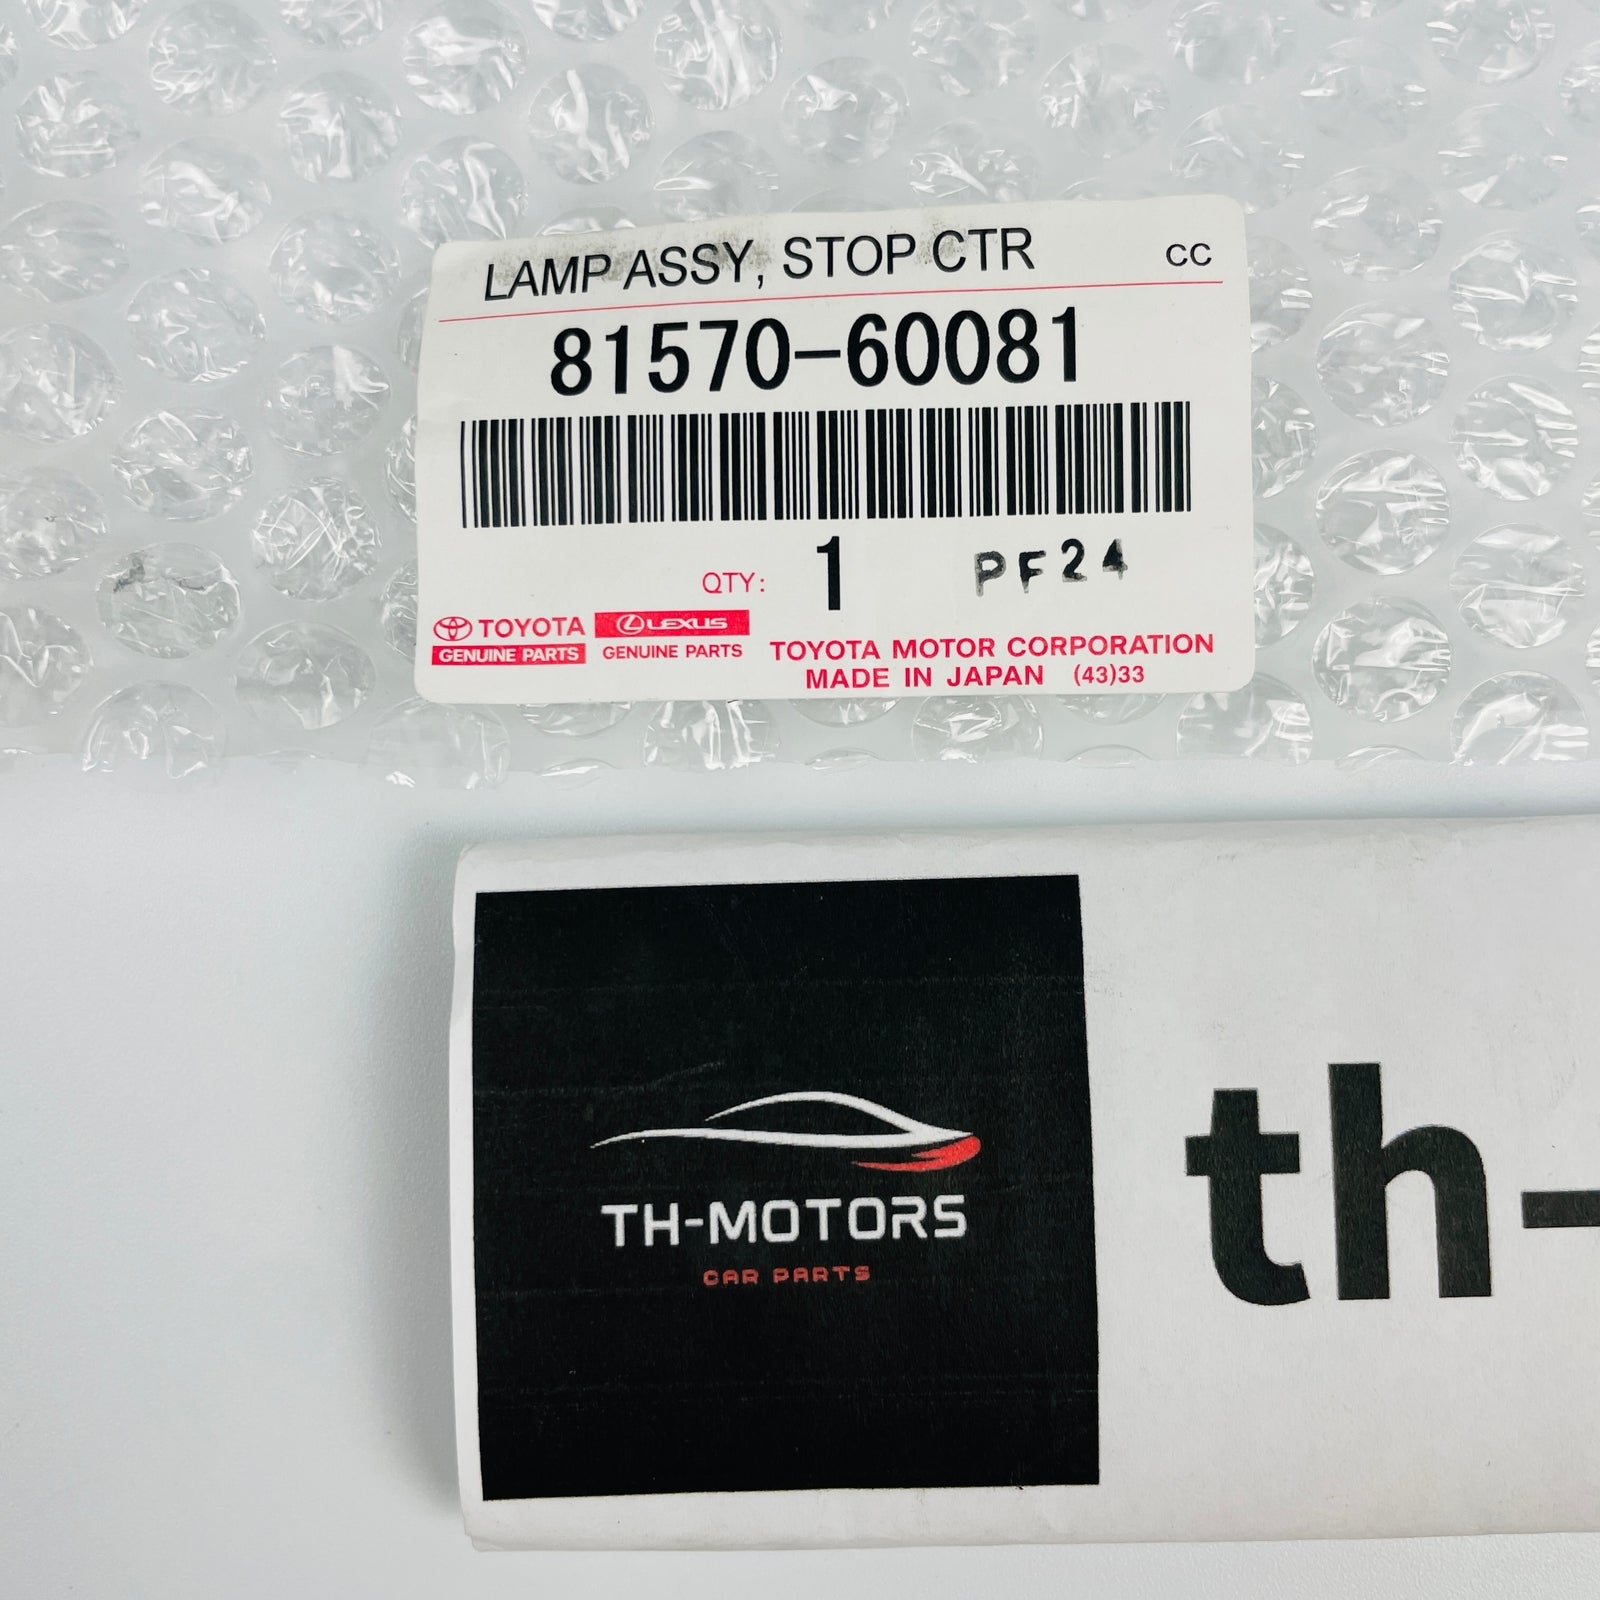 LAMP ASSY, STOP CTR CC
81570-60081
QTY: 1 PF24
TOYOTA
GENUINE PARTS
LEXUS
GENUINE PARTS
TOYOTA MOTOR CORPORATION
MADE IN JAPAN (43)33
TH-MOTORS
CAR PARTS
th-